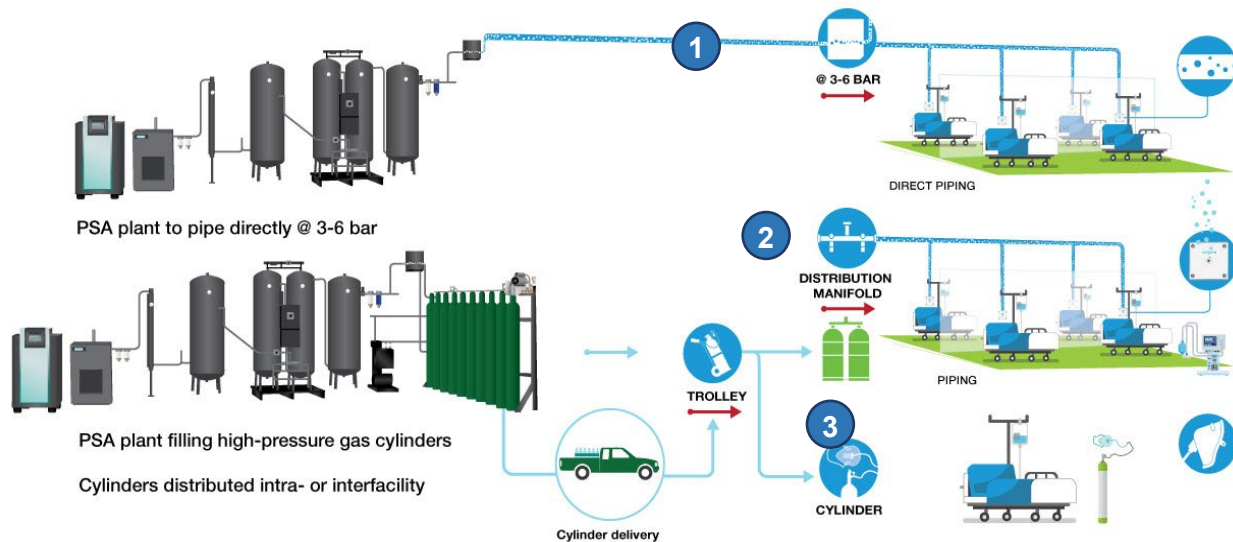 1
@ 3-6 BAR
DIRECT PIPING
PSA plant to pipe directly @ 3-6 bar
2
DISTRIBUTION
MANIFOLD
PIPING
TROLLEY
PSA plant filling high-pressure gas cylinders
3
Cylinders distributed intra- or interfacility
CYLINDER
Cylinder delivery